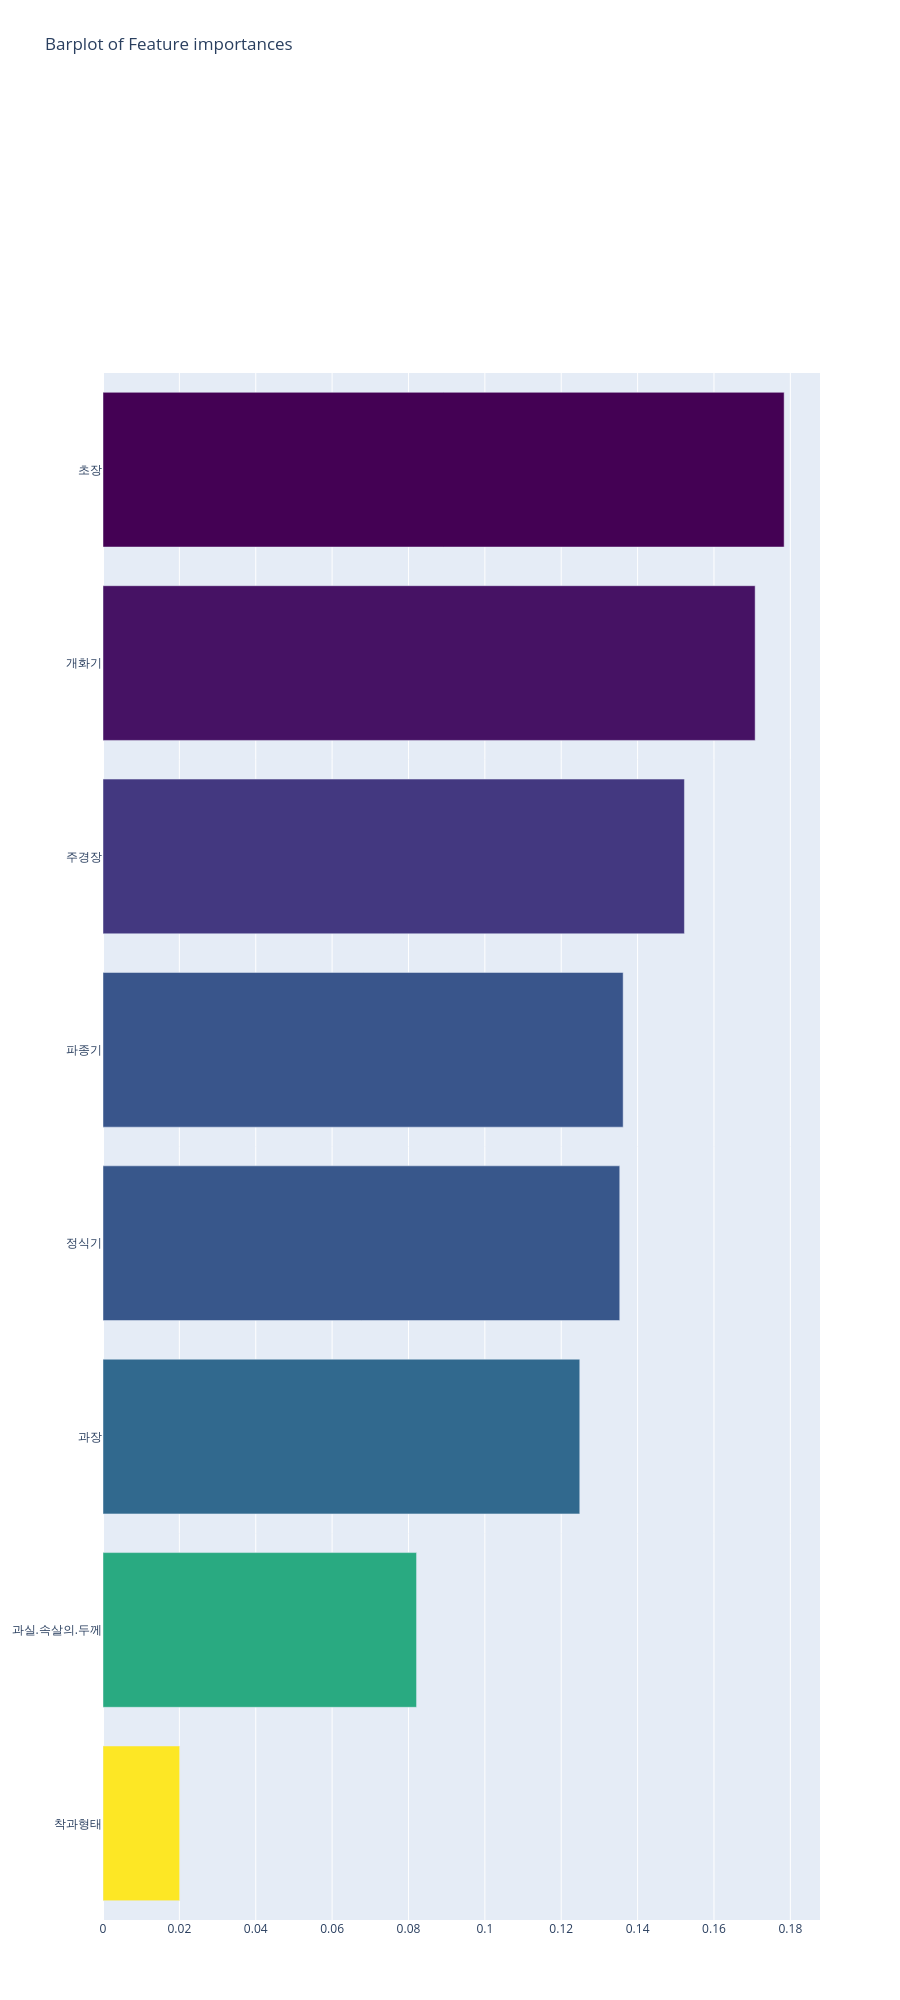 Barplot of Feature importances
초장
개화기
주경장
파종기
정식기
과장
과실.속살의.두께
착과형태
0 0.02 0.04 0.06 0.08 0.1 0.12 0.14 0.16 0.18